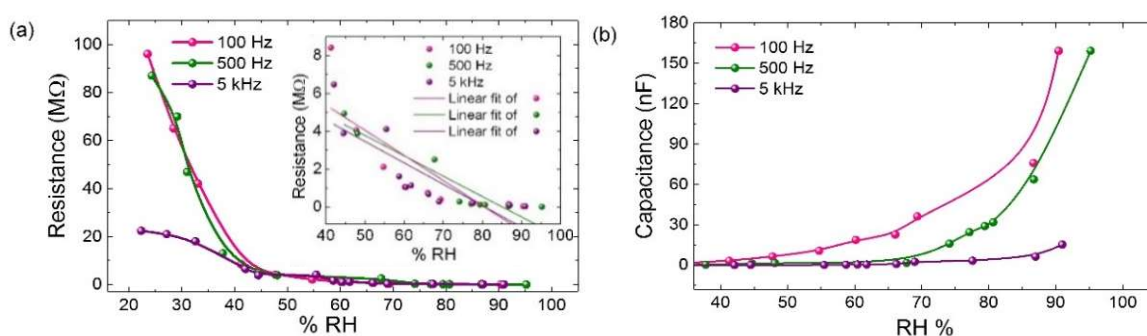 (a)
100 Hz
500 Hz
5 kHz
Resistance (MΩ)
100
80
60
40
20
0
20 30 40 50 60 70 80 90 100
% RH
100 Hz
500 Hz
5 kHz
Linear fit of
Linear fit of
Linear fit of
Resistance (MΩ)
8
6
4
2
0
40 50 60 70 80 90 100
% RH
(b)
100 Hz
500 Hz
5 kHz
Capacitance (nF)
180
150
120
90
60
30
0
40 50 60 70 80 90 100
RH %